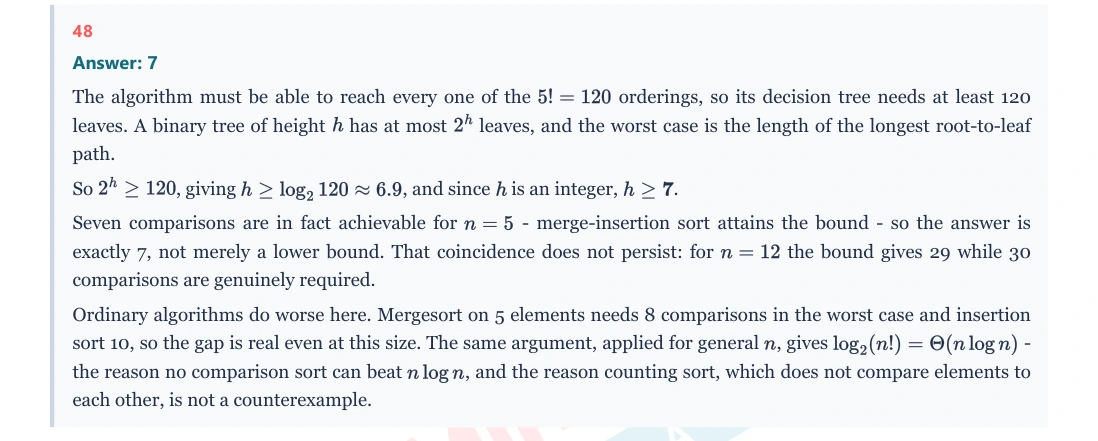 48
Answer: 7
The algorithm must be able to reach every one of the 5! = 120 orderings, so its decision tree needs at least 120
leaves. A binary tree of height h has at most 2^h leaves, and the worst case is the length of the longest root-to-leaf
path.
So 2^h ≥ 120, giving h ≥ log₂ 120 ≈ 6.9, and since h is an integer, h ≥ 7.
Seven comparisons are in fact achievable for n = 5 - merge-insertion sort attains the bound - so the answer is
exactly 7, not merely a lower bound. That coincidence does not persist: for n = 12 the bound gives 29 while 30
comparisons are genuinely required.
Ordinary algorithms do worse here. Mergesort on 5 elements needs 8 comparisons in the worst case and insertion
sort 10, so the gap is real even at this size. The same argument, applied for general n, gives log₂(n!) = Θ(n log n) -
the reason no comparison sort can beat n log n, and the reason counting sort, which does not compare elements to
each other, is not a counterexample.